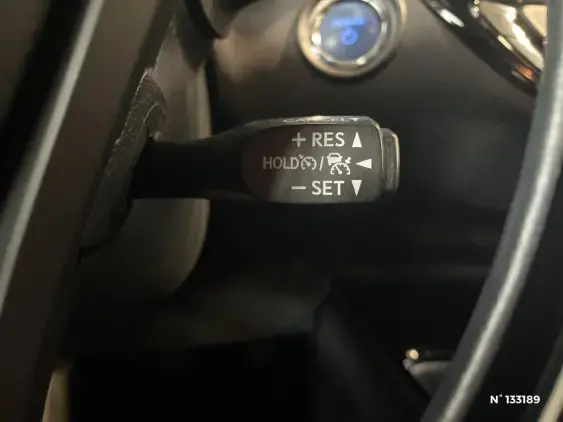 + RES ▲
HOLD / ◀
− SET ▼
N° 133189